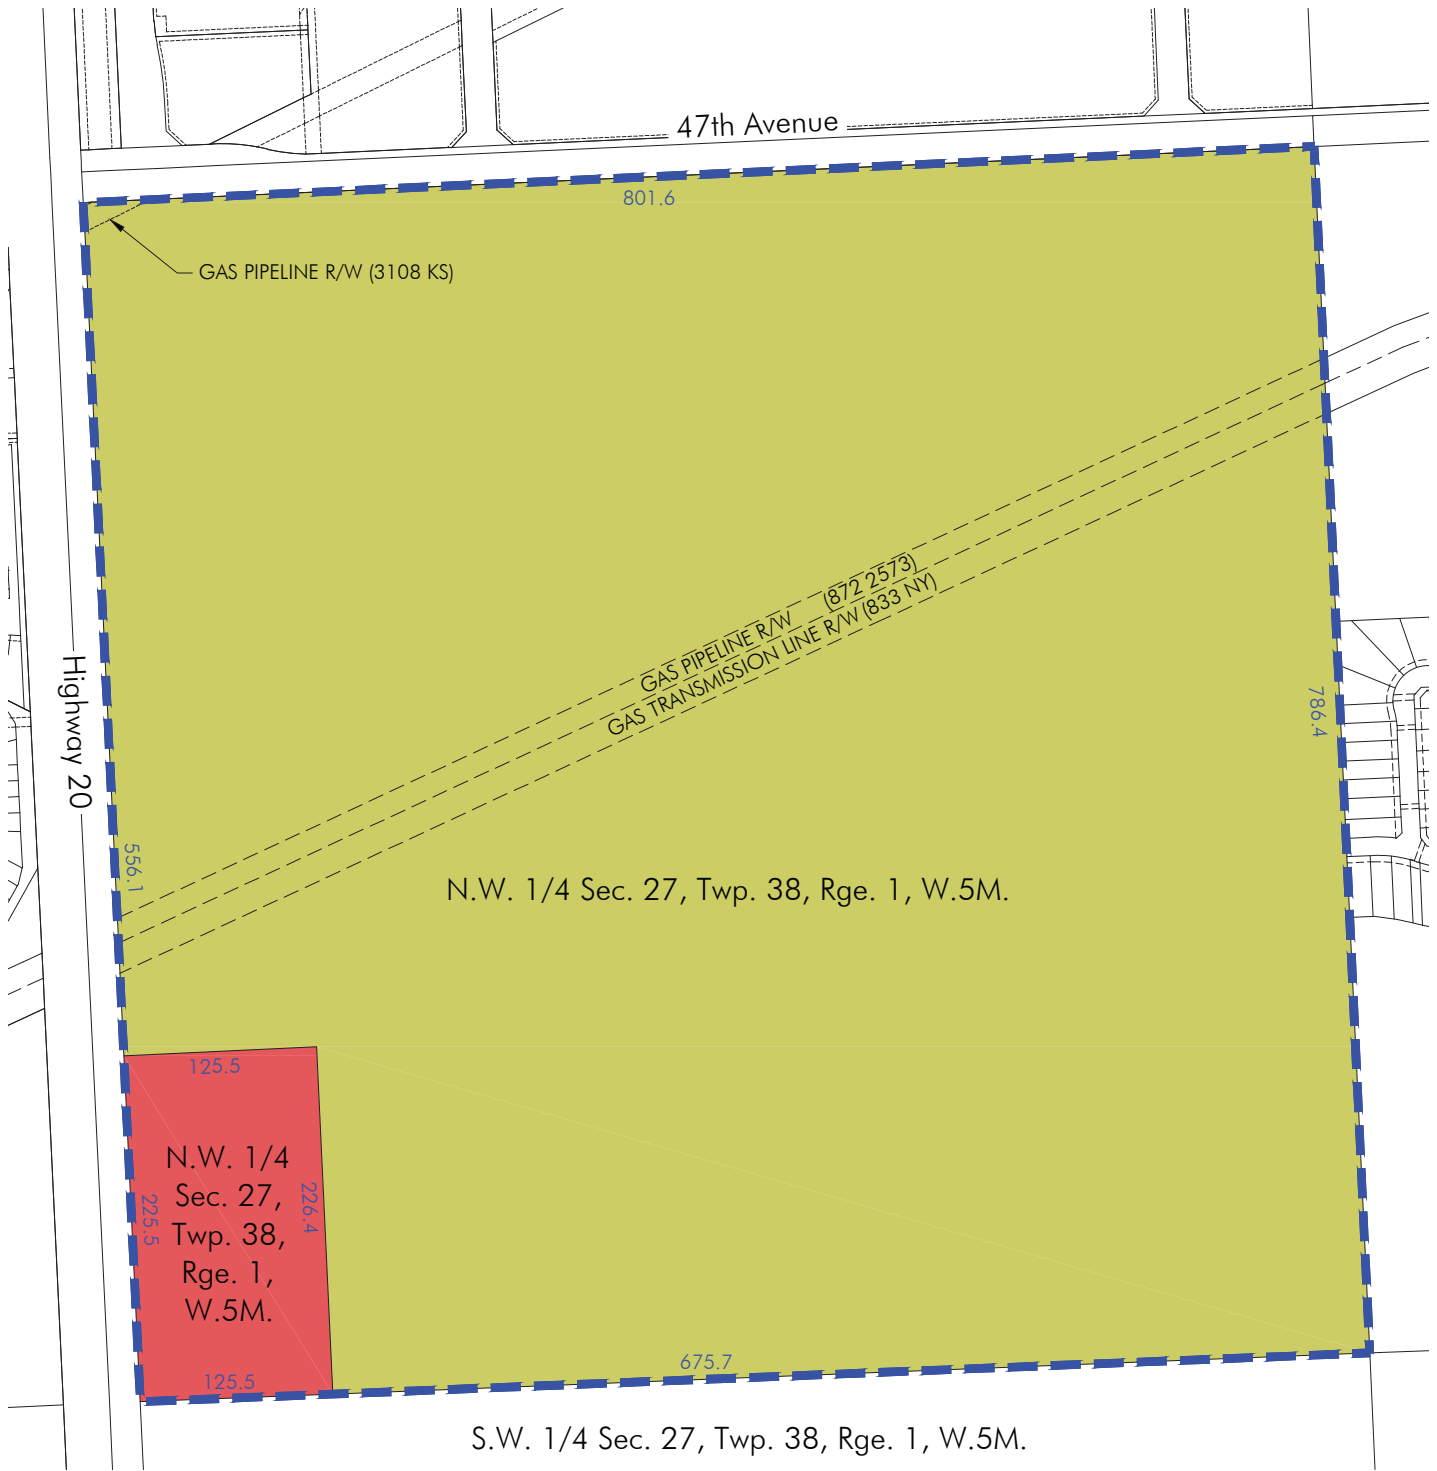 47th Avenue
801.6
GAS PIPELINE R/W (3108 KS)
GAS PIPELINE R/W (872 2573)
GAS TRANSMISSION LINE R/W (833 NY)
Highway 20
786.4
556.1
N.W. 1/4 Sec. 27, Twp. 38, Rge. 1, W.5M.
125.5
N.W. 1/4
Sec. 27,
Twp. 38,
Rge. 1,
W.5M.
225.5
226.4
125.5
675.7
S.W. 1/4 Sec. 27, Twp. 38, Rge. 1, W.5M.